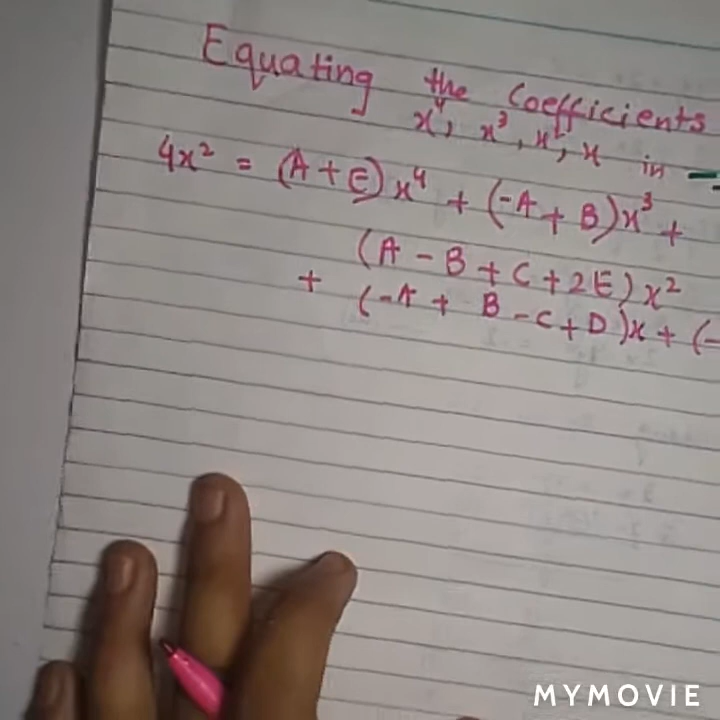 Equating the Coefficients
x⁴, x³, x², x in
4x² = (A + E) x⁴ + (-A + B)x³ +
(A - B + C + 2E) x²
+ (-A + B - C + D)x + (-
MYMOVIE